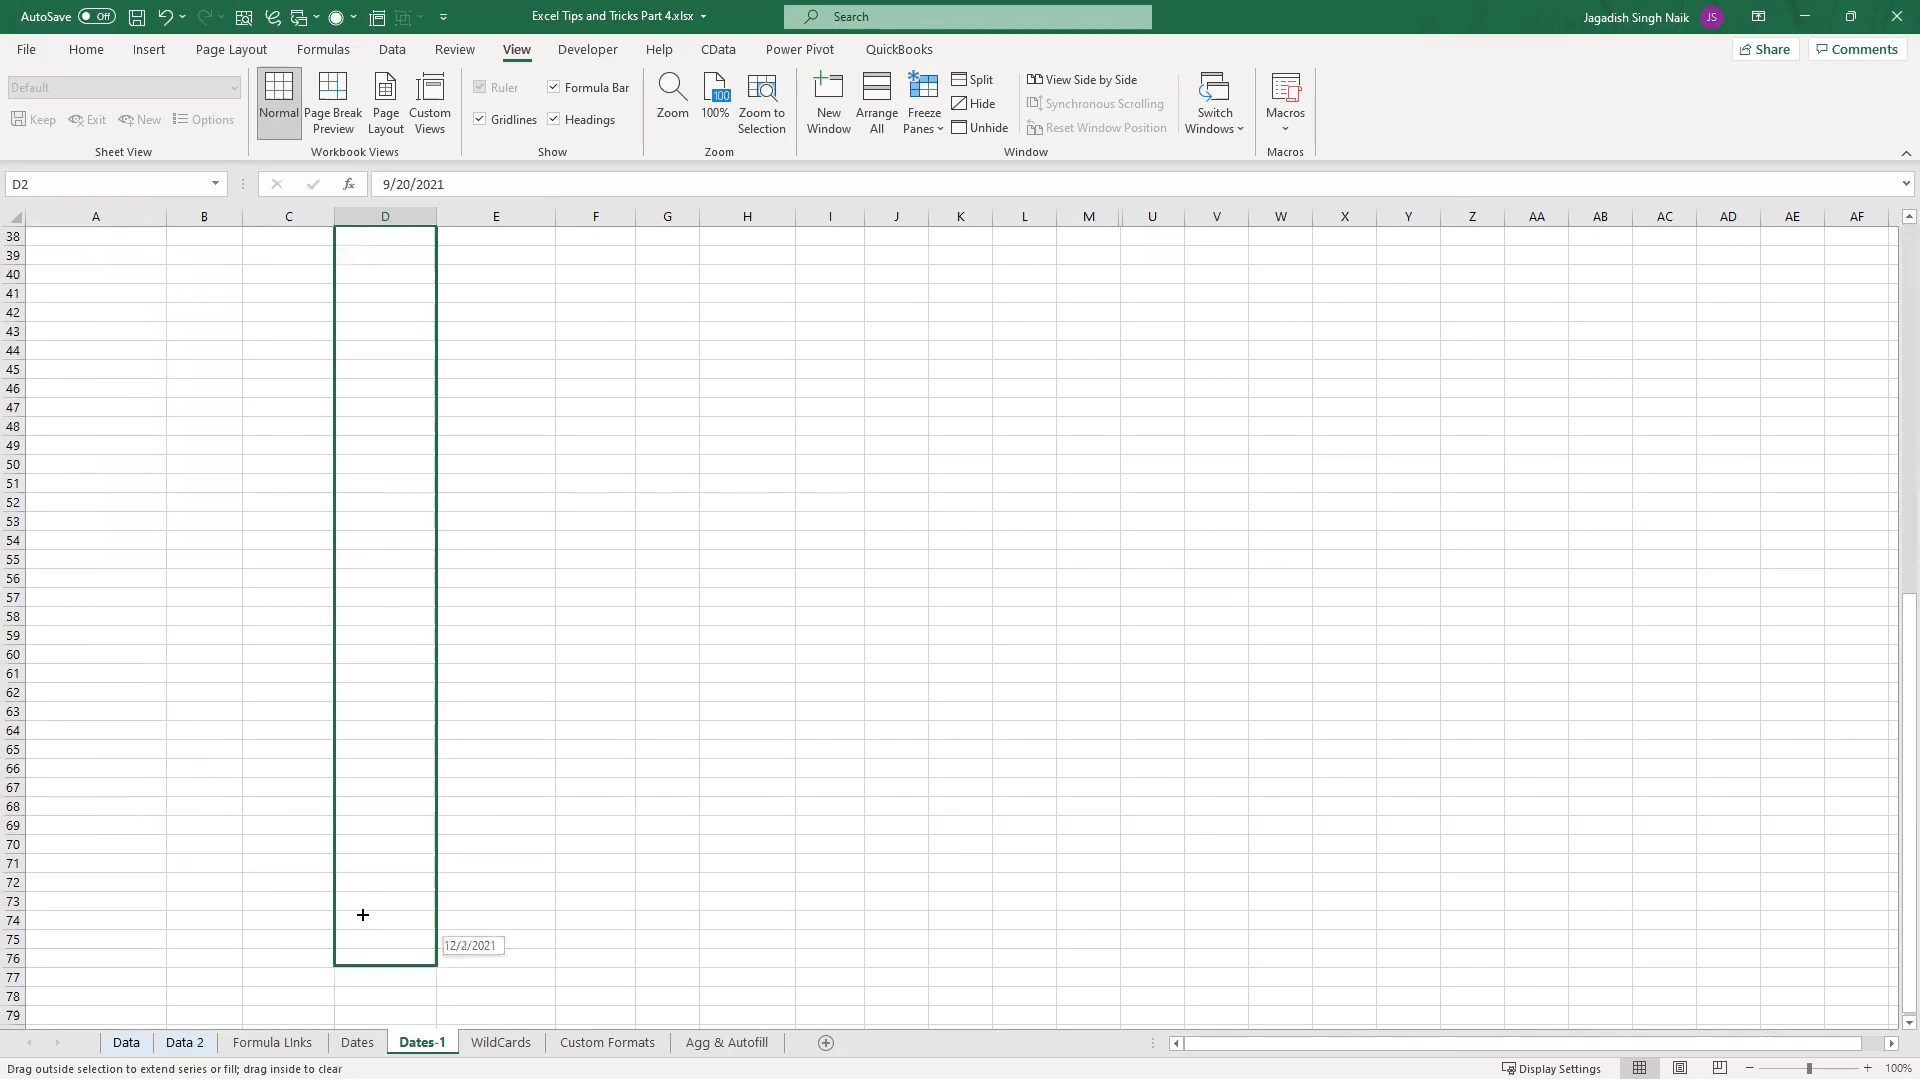 AutoSave Off Excel Tips and Tricks Part 4.xlsx Search Jagadish Singh Naik JS
File Home Insert Page Layout Formulas Data Review View Developer Help CData Power Pivot QuickBooks Share Comments
Default
Keep Exit New Options
Sheet View
Normal
Page Break
Preview
Page
Layout
Custom
Views
Workbook Views
Ruler Formula Bar
Gridlines Headings
Show
Zoom
100
100%
Zoom to
Selection
Zoom
New
Window
Arrange
All
Freeze
Panes
Split
Hide
Unhide
View Side by Side
Synchronous Scrolling
Reset Window Position
Window
Switch
Windows
Macros
Macros
D2 fx 9/20/2021
A B C D E F G H I J K L M U V W X Y Z AA AB AC AD AE AF
38
39
40
41
42
43
44
45
46
47
48
49
50
51
52
53
54
55
56
57
58
59
60
61
62
63
64
65
66
67
68
69
70
71
72
73
74
75
12/2/2021
76
77
78
79
Data Data 2 Formula LInks Dates Dates-1 WildCards Custom Formats Agg & Autofill
Drag outside selection to extend series or fill; drag inside to clear Display Settings 100%